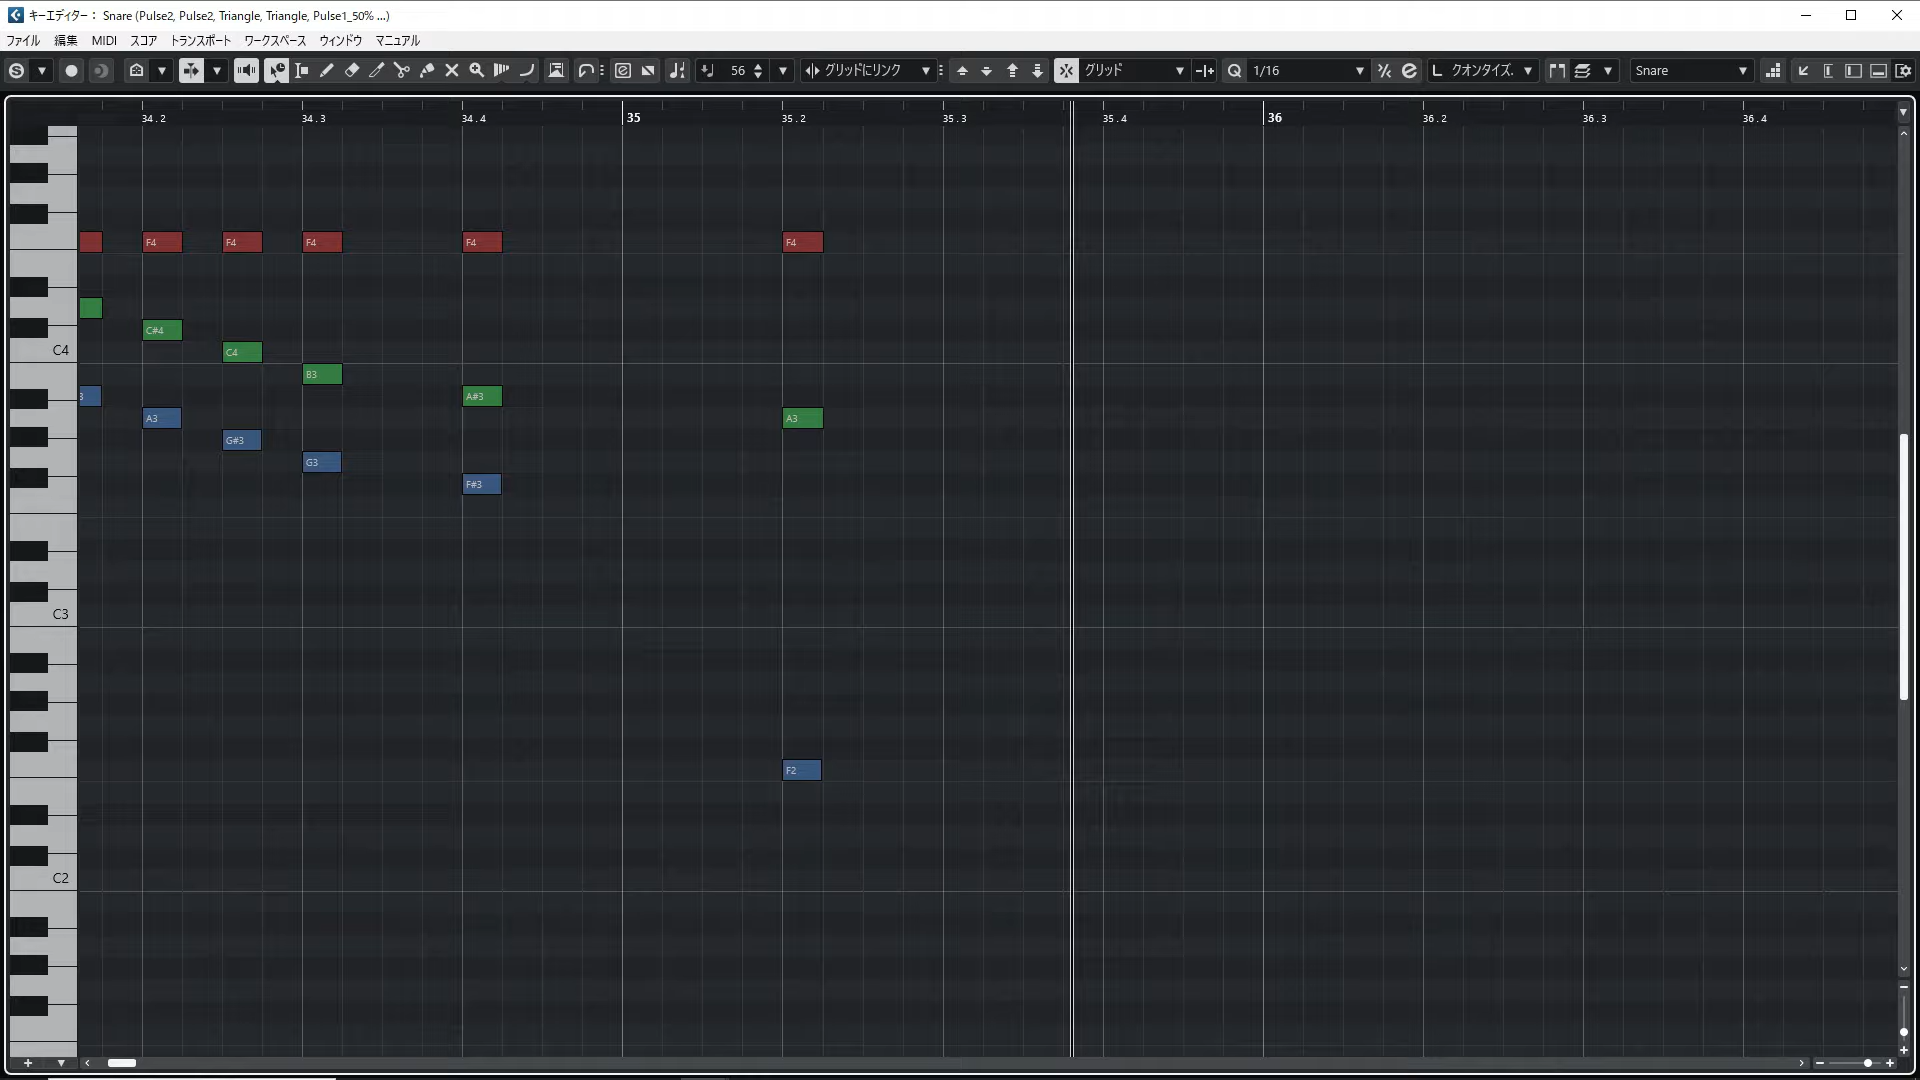 キーエディター： Snare (Pulse2, Pulse2, Triangle, Triangle, Pulse1_50% ...)
ファイル 編集 MIDI スコア トランスポート ワークスペース ウィンドウ マニュアル
56 グリッドにリンク グリッド Q 1/16 L クオンタイズ. Snare
34.2 34.3 34.4 35 35.2 35.3 35.4 36 36.2 36.3 36.4
F4 F4 F4 F4 F4
C#4
C4 C4
B3
A#3
A3 A3
G#3
G3
F#3
C3
F2
C2